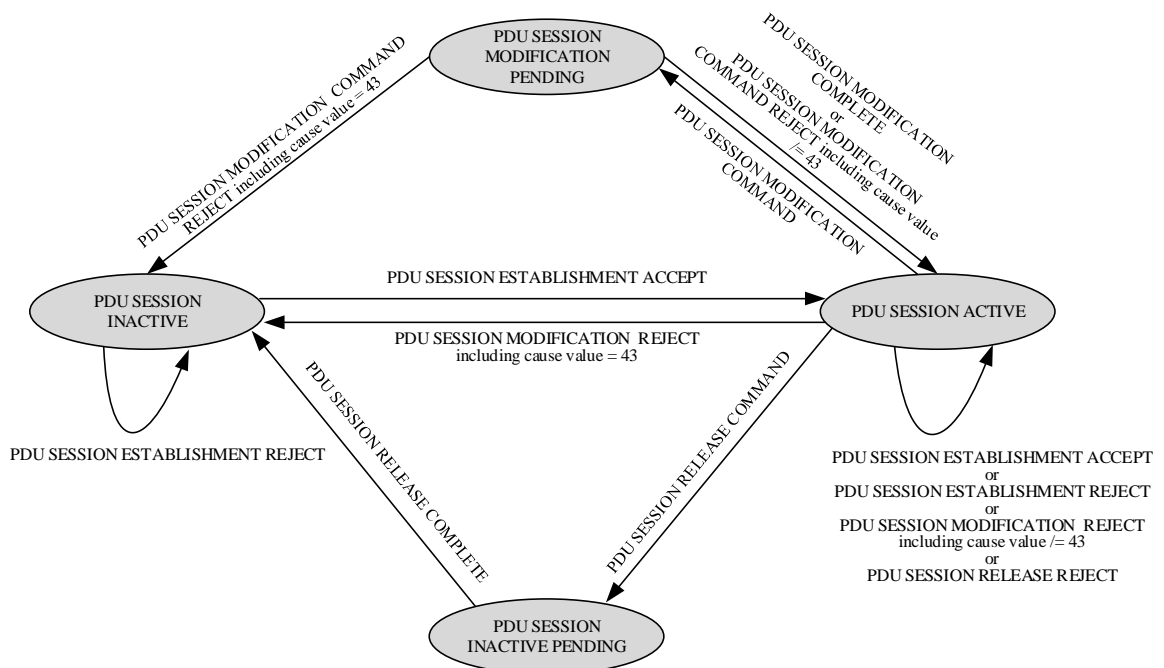 PDU SESSION
MODIFICATION
PENDING
PDU SESSION MODIFICATION COMMAND
REJECT including cause value = 43
PDU SESSION MODIFICATION
COMPLETE
or
PDU SESSION MODIFICATION
COMMAND REJECT including cause value
/= 43
PDU SESSION MODIFICATION
COMMAND
PDU SESSION
INACTIVE
PDU SESSION ESTABLISHMENT ACCEPT
PDU SESSION ACTIVE
PDU SESSION MODIFICATION REJECT
including cause value = 43
PDU SESSION ESTABLISHMENT REJECT
PDU SESSION RELEASE COMPLETE
PDU SESSION RELEASE COMMAND
PDU SESSION ESTABLISHMENT ACCEPT
or
PDU SESSION ESTABLISHMENT REJECT
or
PDU SESSION MODIFICATION REJECT
including cause value /= 43
or
PDU SESSION RELEASE REJECT
PDU SESSION
INACTIVE PENDING